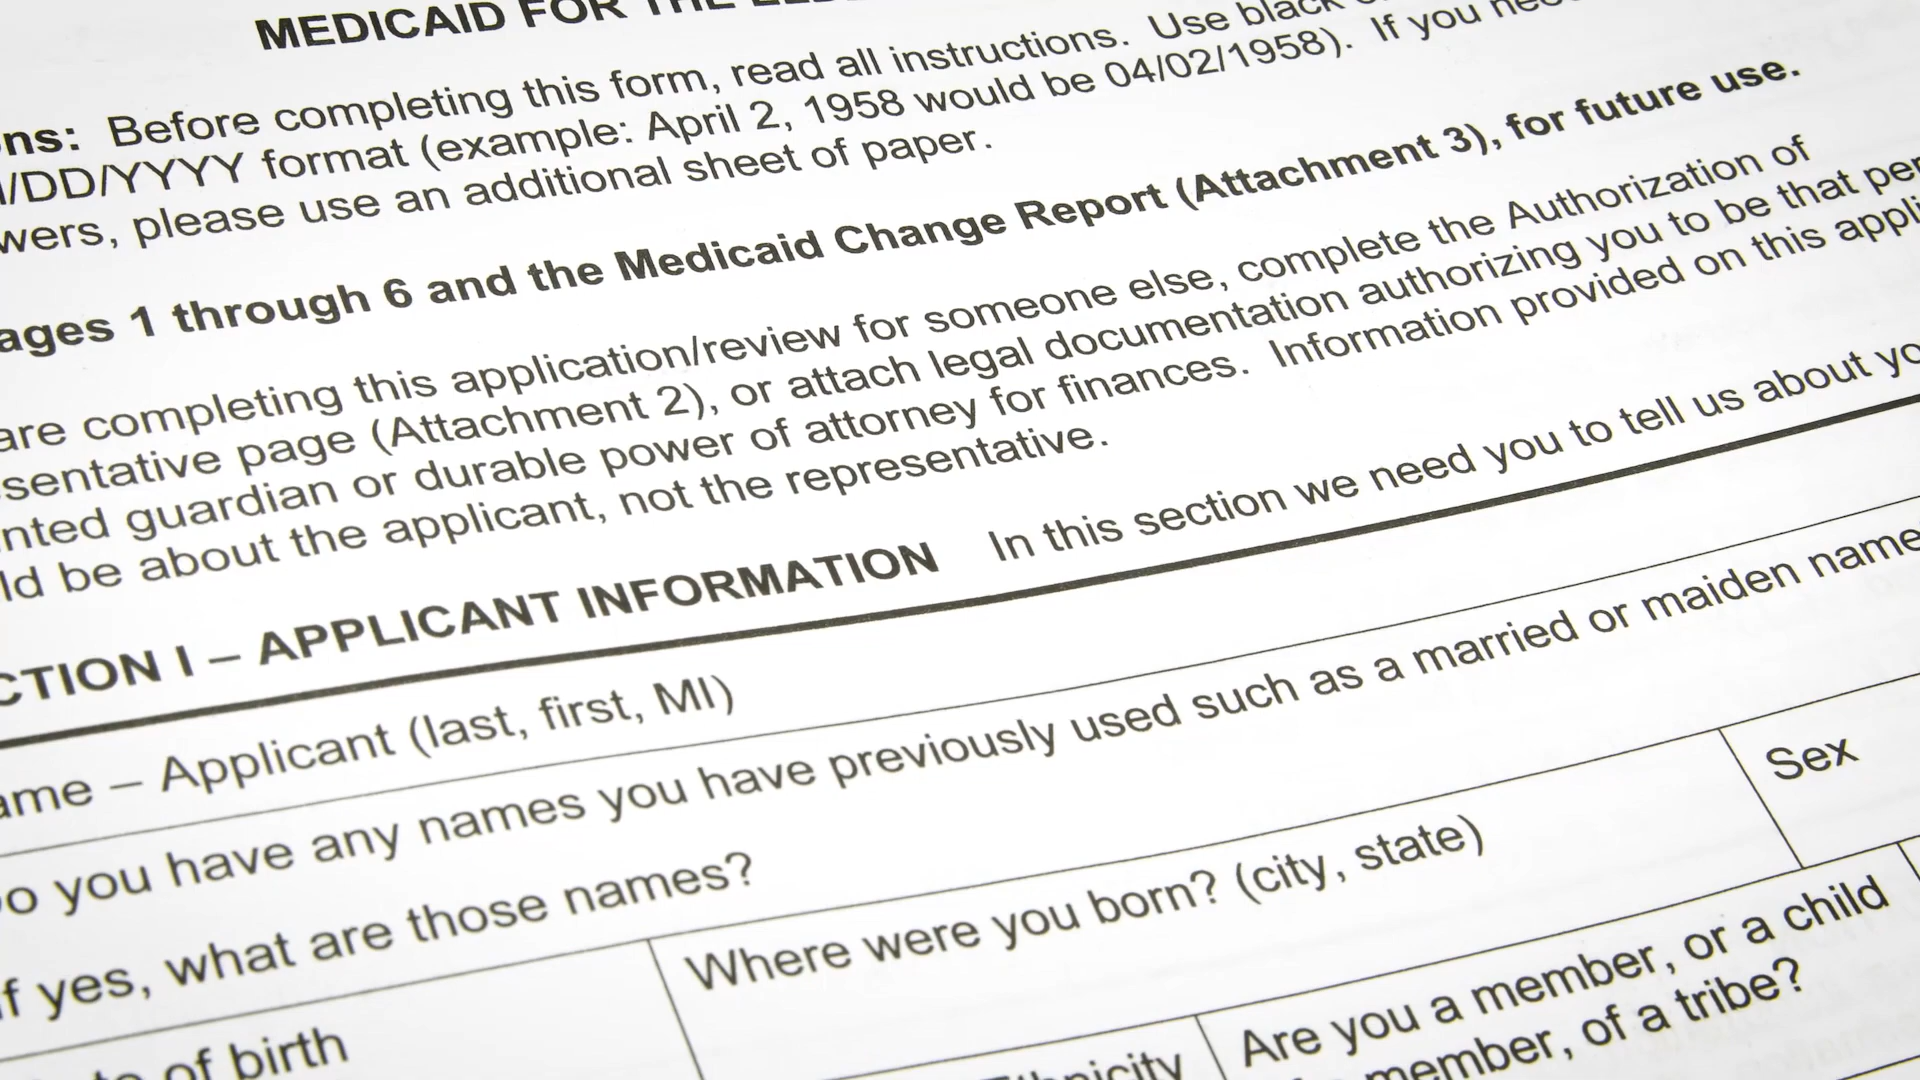 MEDICAID FOR THE
ns: Before completing this form, read all instructions. Use black
/DD/YYYY format (example: April 2, 1958 would be 04/02/1958). If you need
wers, please use an additional sheet of paper.
ages 1 through 6 and the Medicaid Change Report (Attachment 3), for future use.
are completing this application/review for someone else, complete the Authorization of
sentative page (Attachment 2), or attach legal documentation authorizing you to be that per
nted guardian or durable power of attorney for finances. Information provided on this appli
ld be about the applicant, not the representative.
CTION I – APPLICANT INFORMATION In this section we need you to tell us about yo
ame – Applicant (last, first, MI)
o you have any names you have previously used such as a married or maiden name
If yes, what are those names?
Where were you born? (city, state)
Sex
of birth
hnicity
Are you a member, or a child
member, of a tribe?